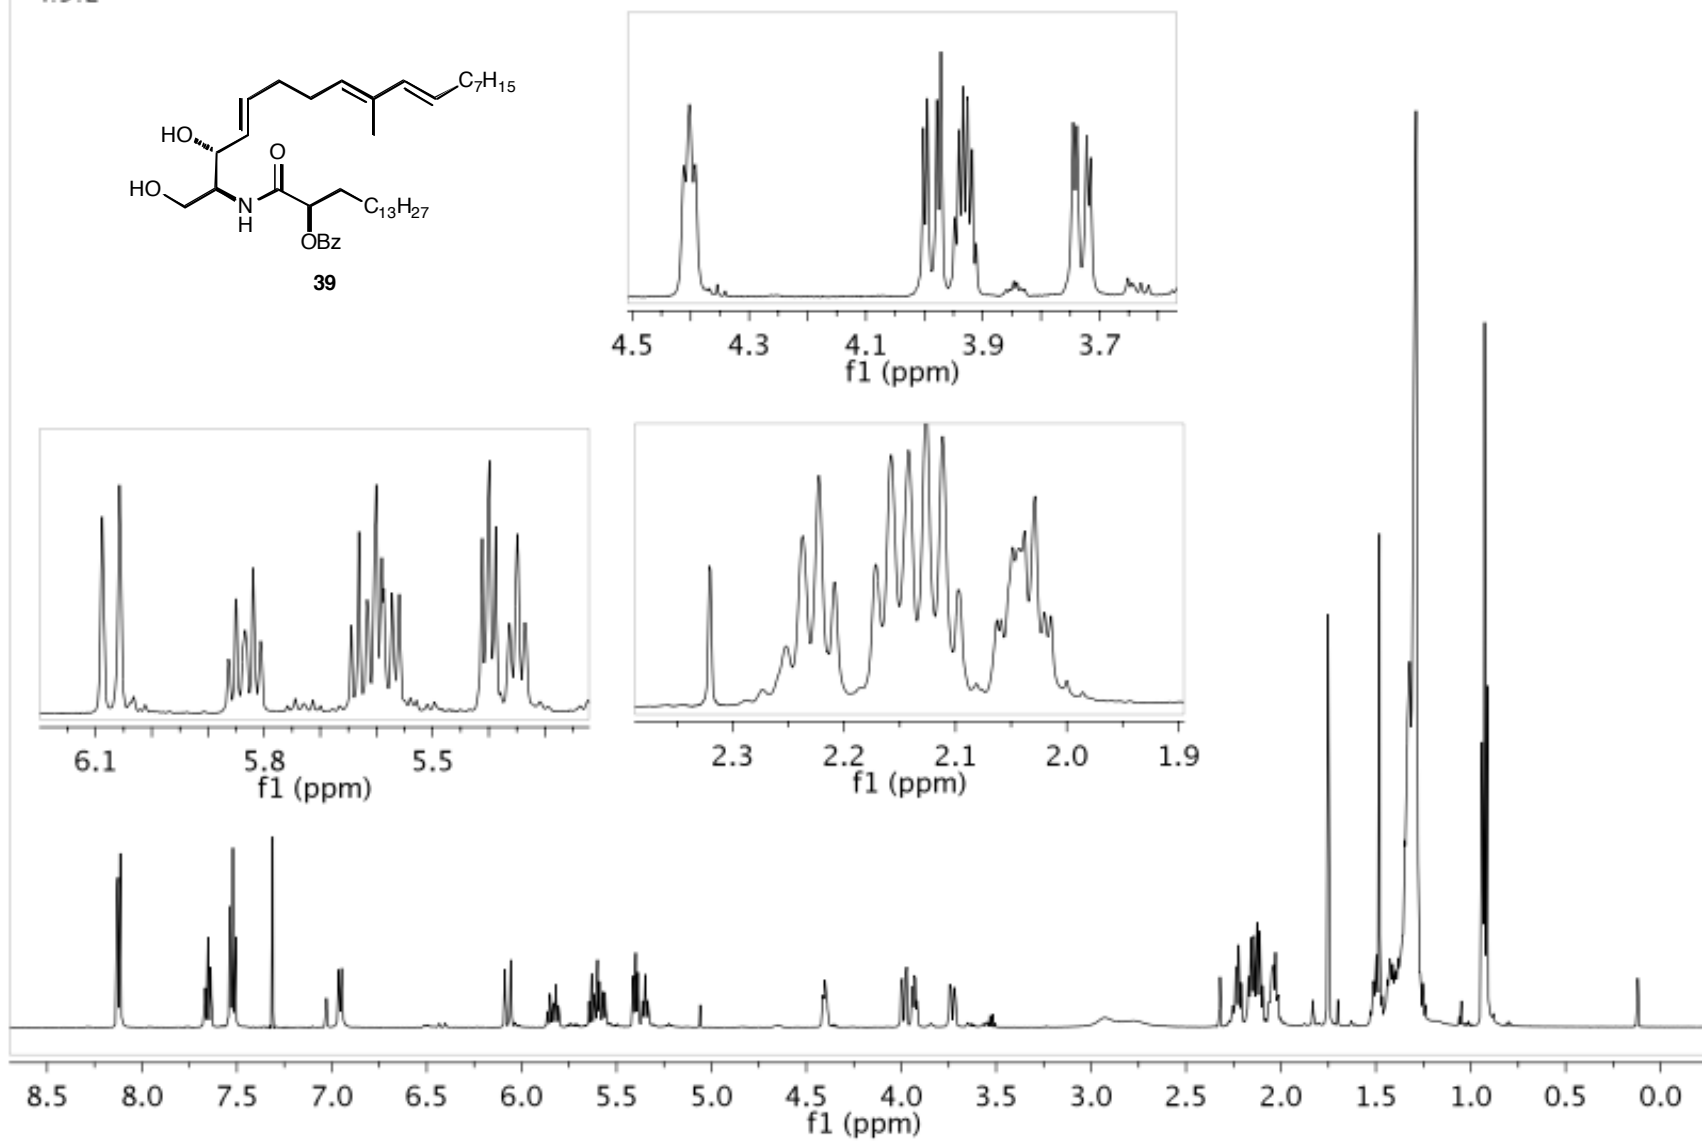 C7H15
HO
O
HO
N
H
C13H27
OBz
39
4.5 4.3 4.1 3.9 3.7
f1 (ppm)
6.1 5.8 5.5
f1 (ppm)
2.3 2.2 2.1 2.0 1.9
f1 (ppm)
8.5 8.0 7.5 7.0 6.5 6.0 5.5 5.0 4.5 4.0 3.5 3.0 2.5 2.0 1.5 1.0 0.5 0.0
f1 (ppm)